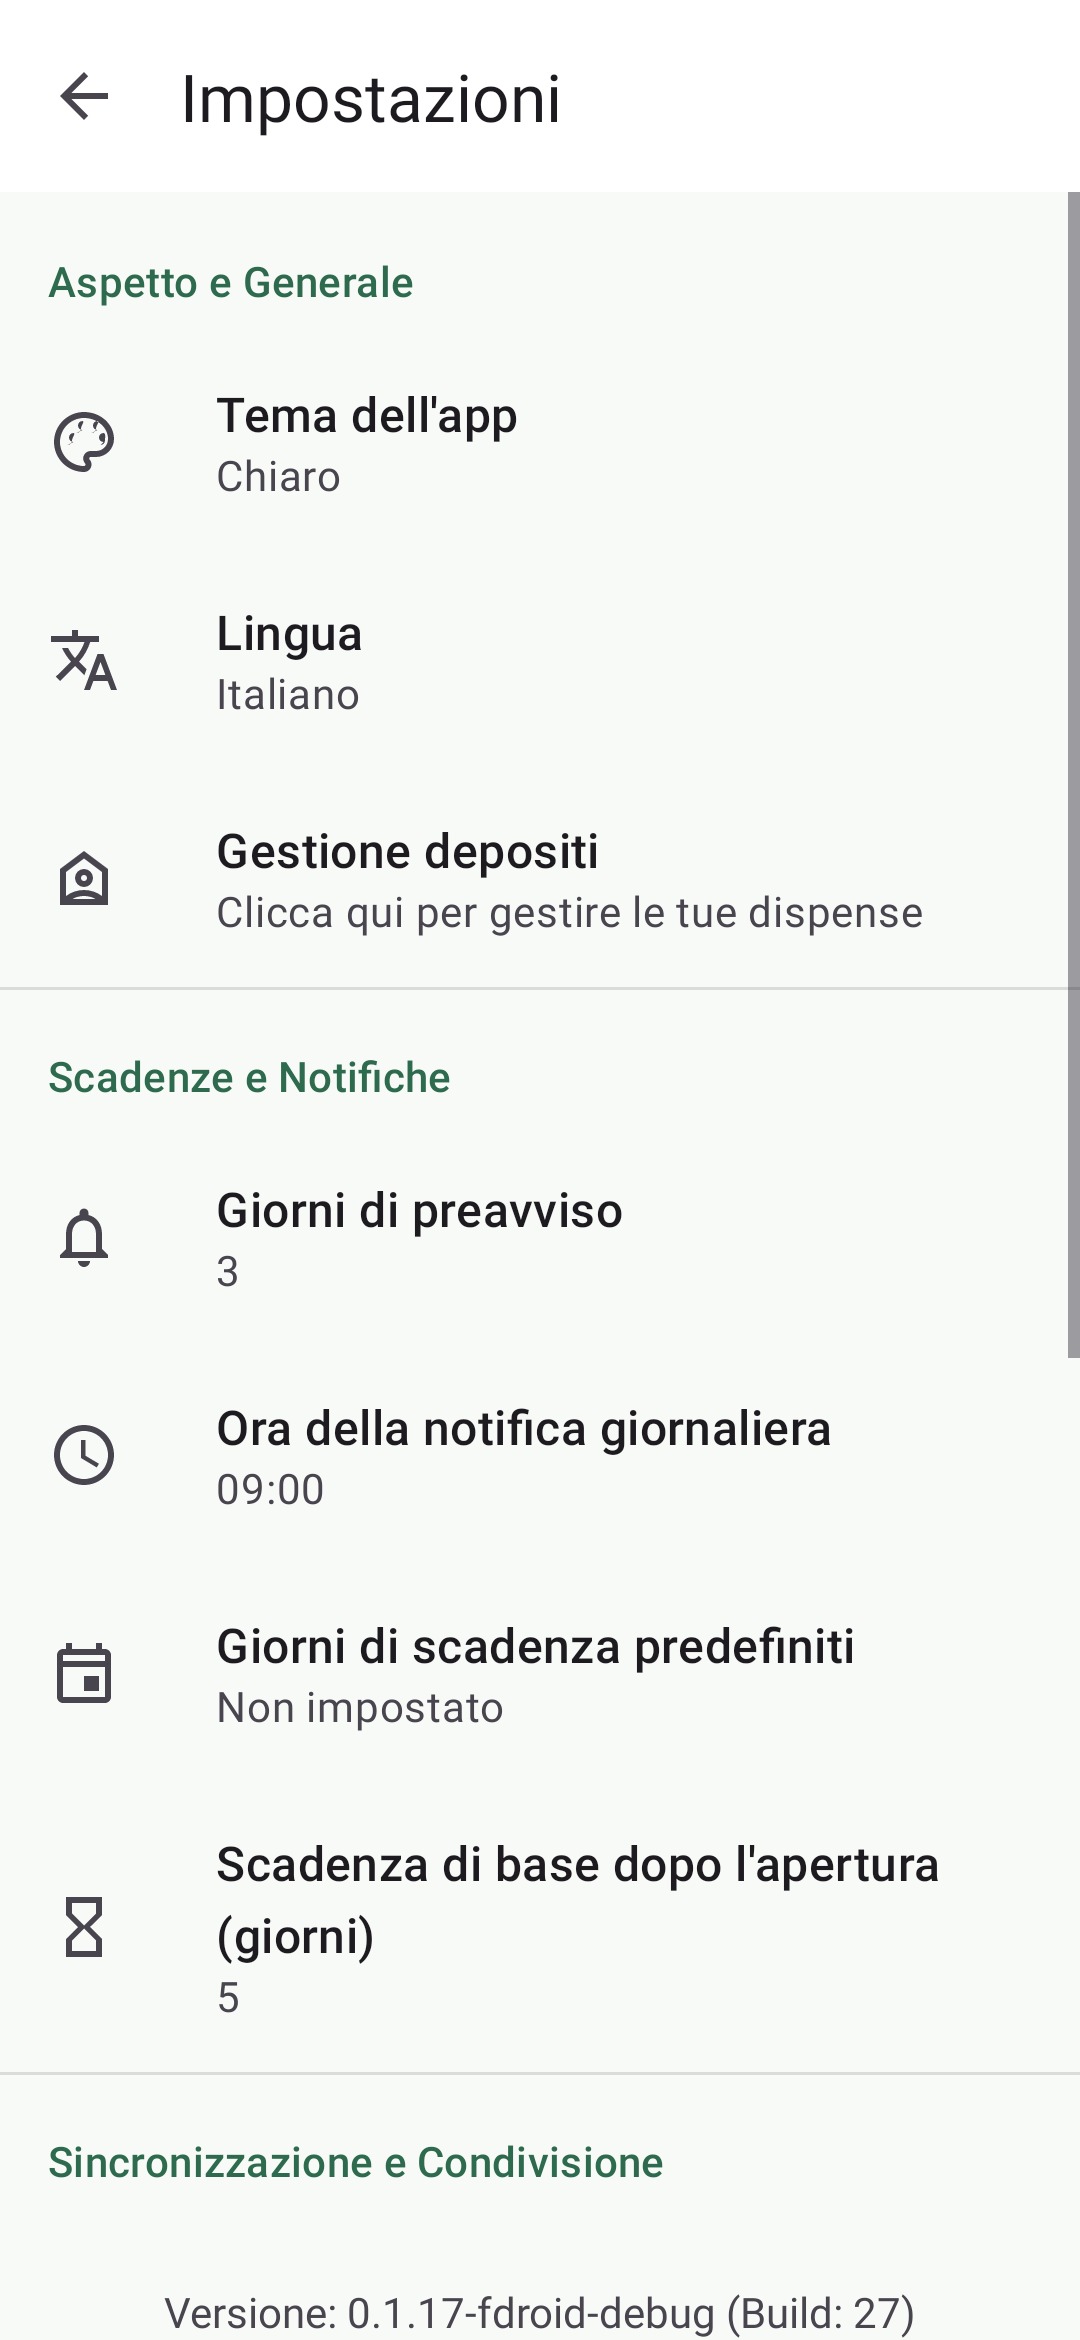 Impostazioni
Aspetto e Generale
Tema dell'app
Chiaro
Lingua
Italiano
Gestione depositi
Clicca qui per gestire le tue dispense
Scadenze e Notifiche
Giorni di preavviso
3
Ora della notifica giornaliera
09:00
Giorni di scadenza predefiniti
Non impostato
Scadenza di base dopo l'apertura
(giorni)
5
Sincronizzazione e Condivisione
Versione: 0.1.17-fdroid-debug (Build: 27)